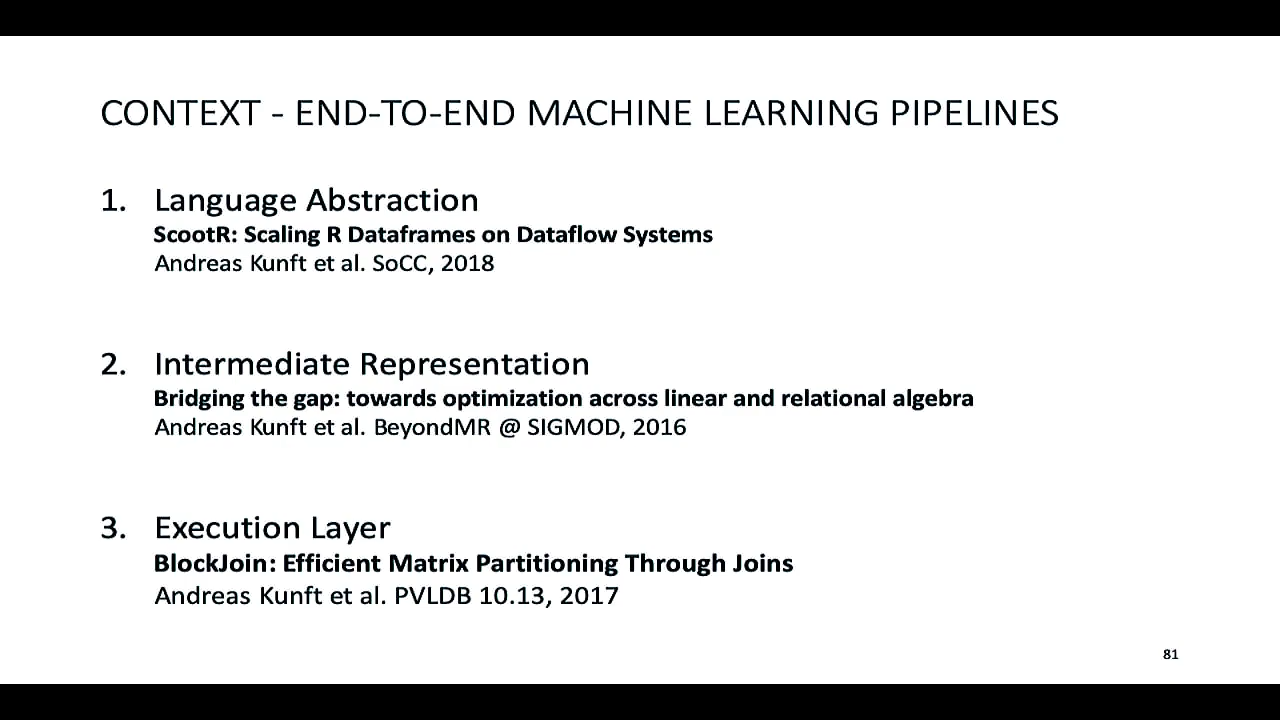 CONTEXT - END-TO-END MACHINE LEARNING PIPELINES
1. Language Abstraction
ScootR: Scaling R Dataframes on Dataflow Systems
Andreas Kunft et al. SoCC, 2018
2. Intermediate Representation
Bridging the gap: towards optimization across linear and relational algebra
Andreas Kunft et al. BeyondMR @ SIGMOD, 2016
3. Execution Layer
BlockJoin: Efficient Matrix Partitioning Through Joins
Andreas Kunft et al. PVLDB 10.13, 2017
81